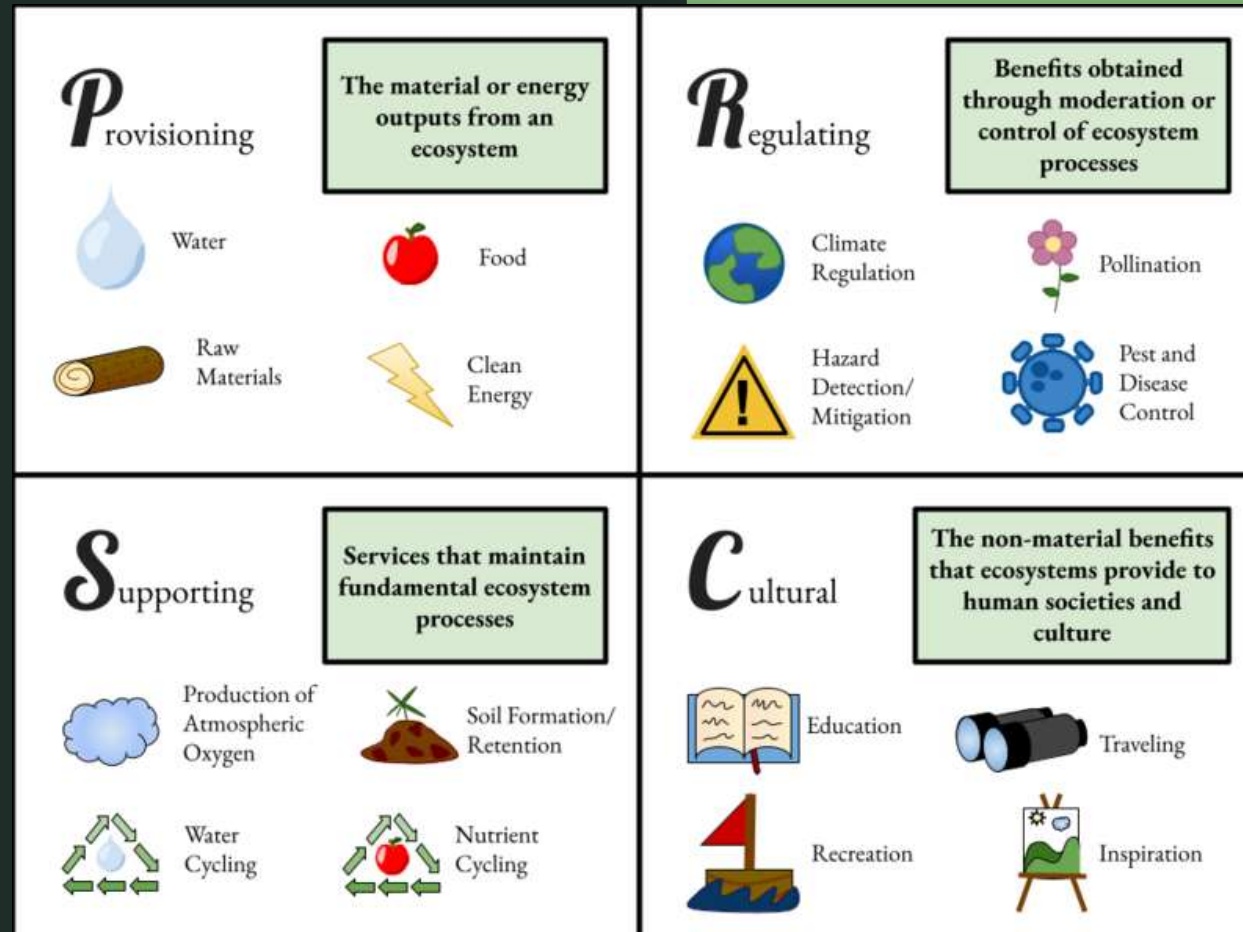 Provisioning
The material or energy
outputs from an
ecosystem
Water
Food
Raw
Materials
Clean
Energy
Regulating
Benefits obtained
through moderation or
control of ecosystem
processes
Climate
Regulation
Pollination
Hazard
Detection/
Mitigation
Pest and
Disease
Control
Supporting
Services that maintain
fundamental ecosystem
processes
Production of
Atmospheric
Oxygen
Soil Formation/
Retention
Water
Cycling
Nutrient
Cycling
Cultural
The non-material benefits
that ecosystems provide to
human societies and
culture
Education
Traveling
Recreation
Inspiration